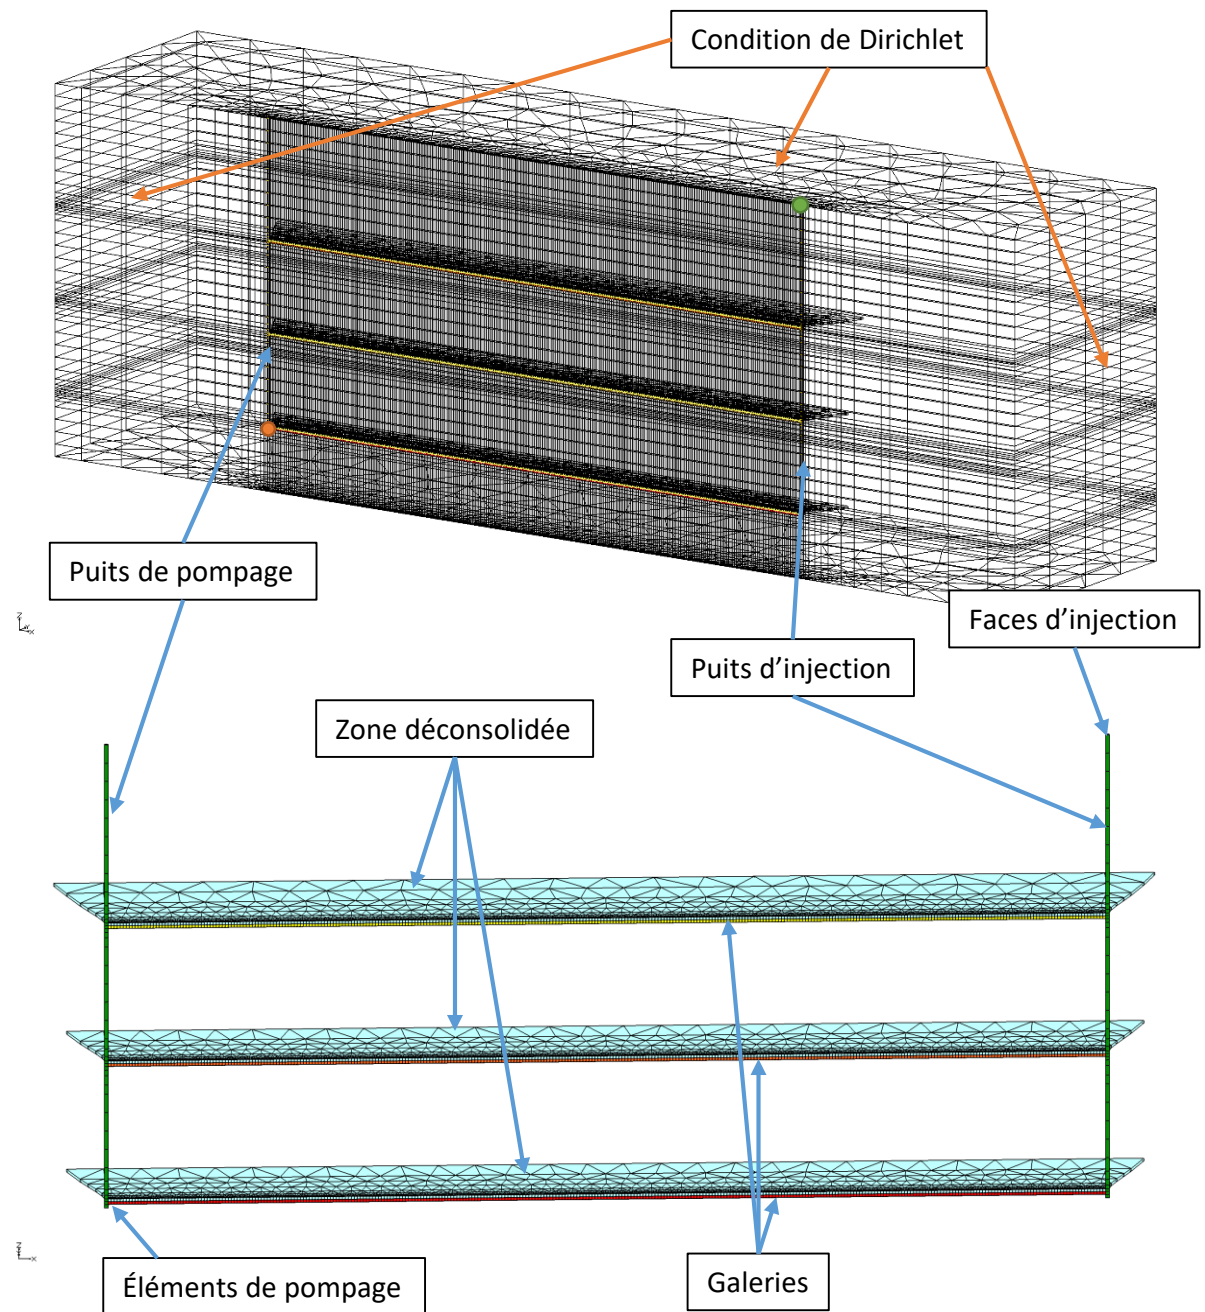 Condition de Dirichlet
Puits de pompage
Faces d'injection
Puits d'injection
Zone déconsolidée
Éléments de pompage
Galeries